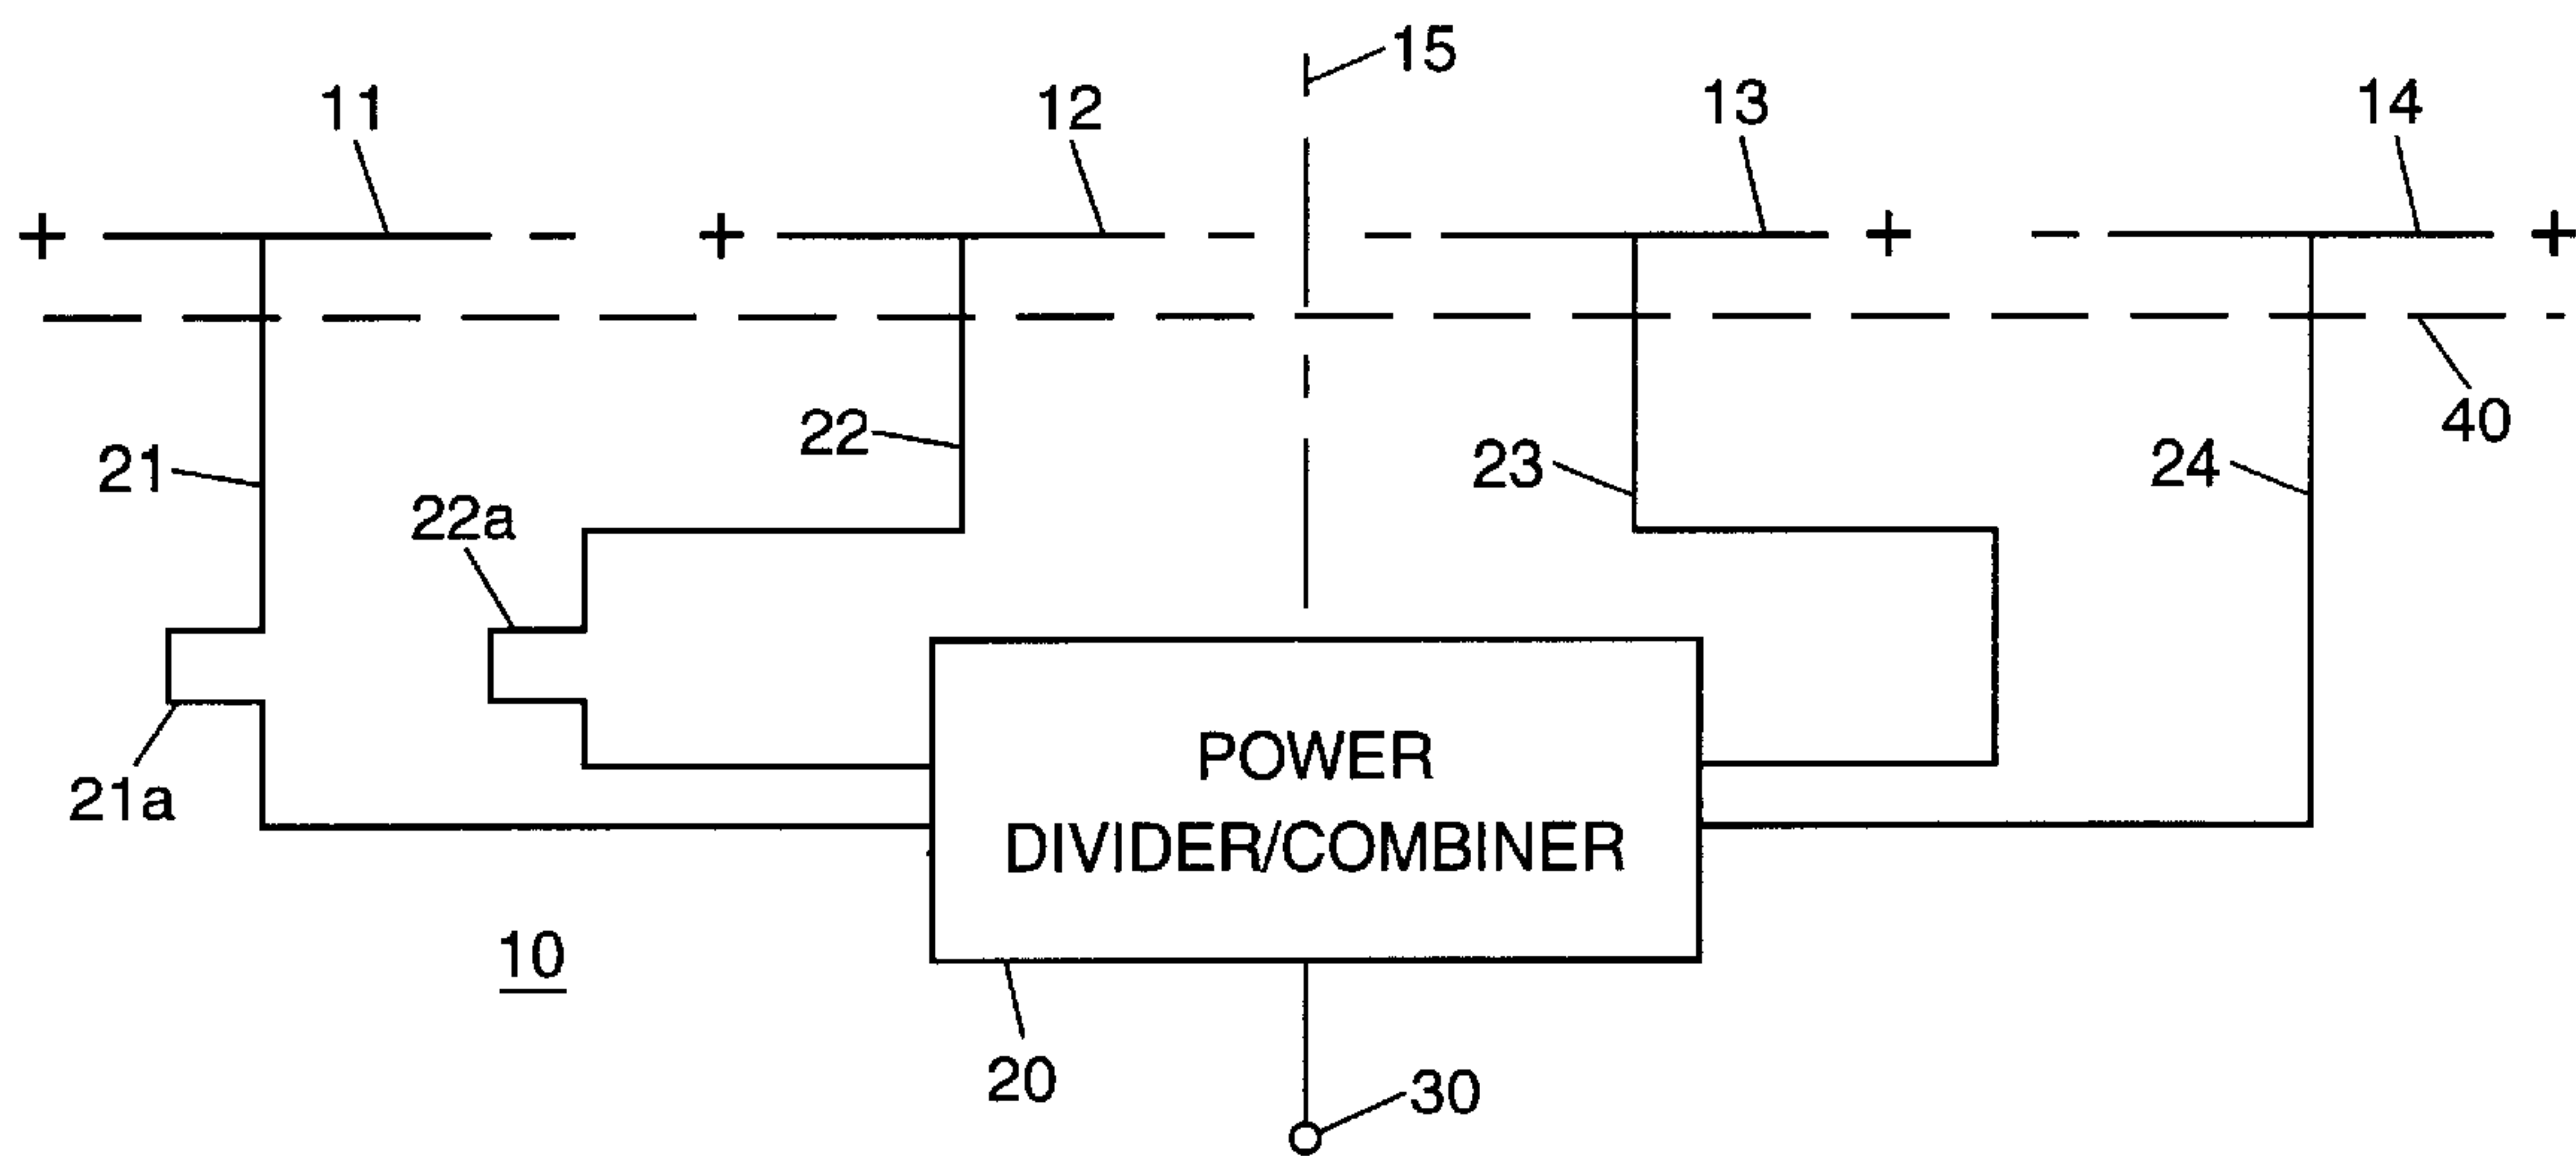 15
11
12
13
14
+ - + - - + - +
40
22
23
24
21
22a
POWER
DIVIDER/COMBINER
21a
10
20
30